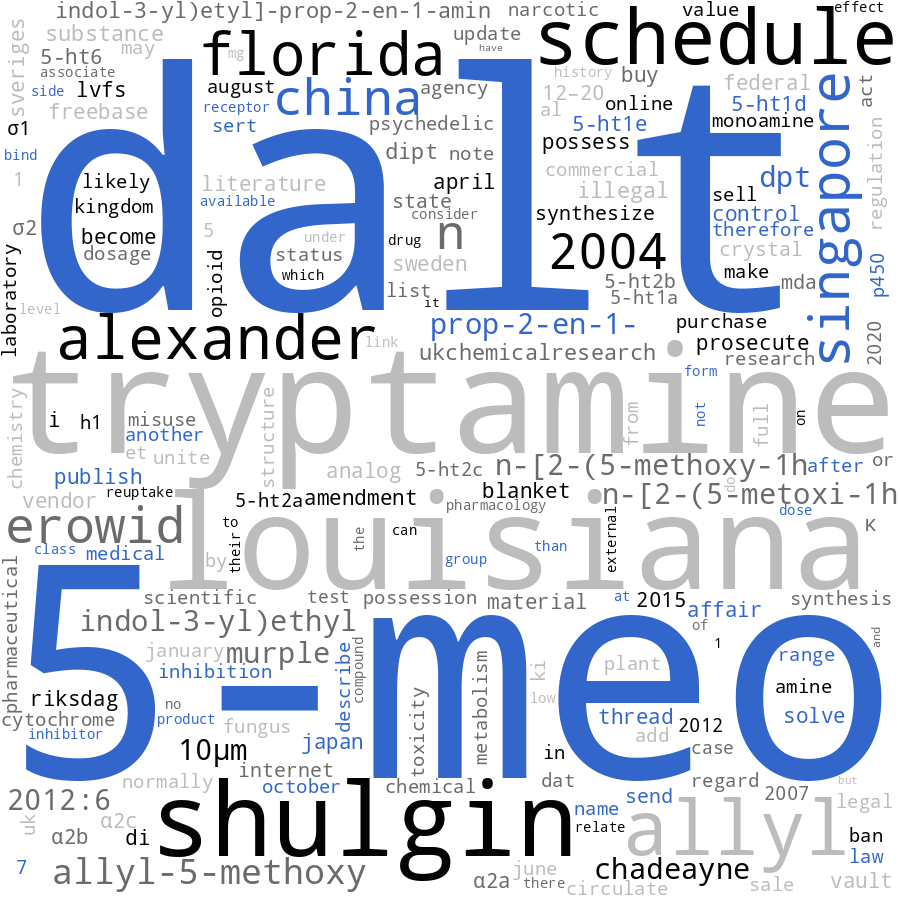 indol-3-yl)etyl]-prop-2-en-1-amin
narcotic
value
effect
substance
update
schedule
5-ht6
may
florida
have
associate
mg
history
buy
federal
sveriges
side
lvfs
august
china
agency
12-20
act
freebase
receptor
al
online
5-ht1d
σ1
sert
psychedelic
5-ht1e
monoamine
bind
dalt
dipt
note
possess
singapore
1
likely
literature
april
commercial
dpt
regulation
kingdom
available
state
illegal
sell
consider
synthesize
control
σ2
become
5
under
drug
n
2004
therefore
dosage
status
sweden
crystal
laboratory
opioid
which
list
it
5-ht2b
make
mda
p450
5-ht1a
level
prop-2-en-1-
purchase
alexander
link
ukchemicalresearch
prosecute
2020
research
tryptamine
form
chemistry
structure
from
not
full
on
i
h1
misuse
another
et
unite
publish
analog
5-ht2c
n-[2-(5-methoxy-1h
after
or
vendor
reuptake
5-ht2a
amendment
blanket
do
n-[2-(5-metoxi-1h
pharmacology
dose
erowid
to
their
the
can
louisiana
external
κ
class
medical
by
group
than
cpharmaceutical
scientific
test
possession
material
at
2015
affair
synthesis
5-meo
indol-3-yl)ethyl
of
1
and
january
murple
describe
compound
metabolism
ki
plant
range
inhibition
riksdag
no
toxicity
low
amine
cytochrome
product
fungus
thread
2012
solve
inhibitor
japan
add
10μm
in
case
internet
normally
october
chemical
dat
regard
but
2012:6
shulgin
name
send
2007
legal
uk
α2c
allyl
α2b
di
relate
ban
7
law
allyl-5-methoxy
α2a
june
there
chadeayne
circulate
sale
vault